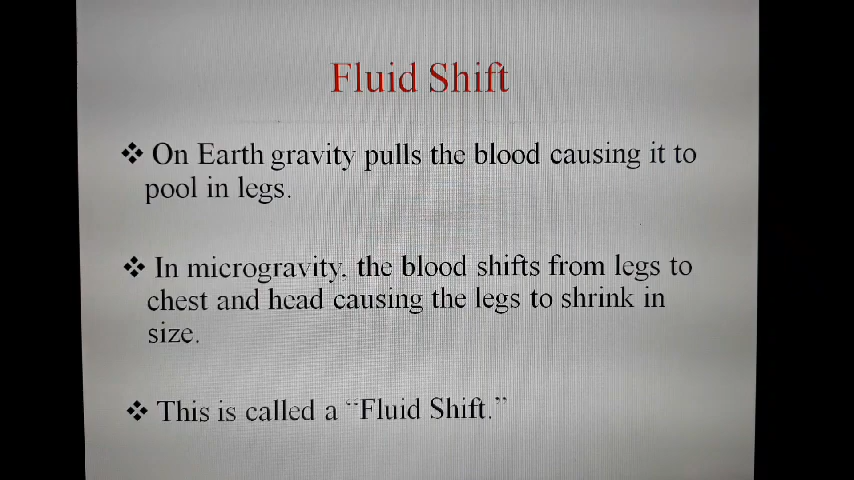 Fluid Shift
❖ On Earth gravity pulls the blood causing it to
pool in legs.
❖ In microgravity, the blood shifts from legs to
chest and head causing the legs to shrink in
size.
❖ This is called a “Fluid Shift.”